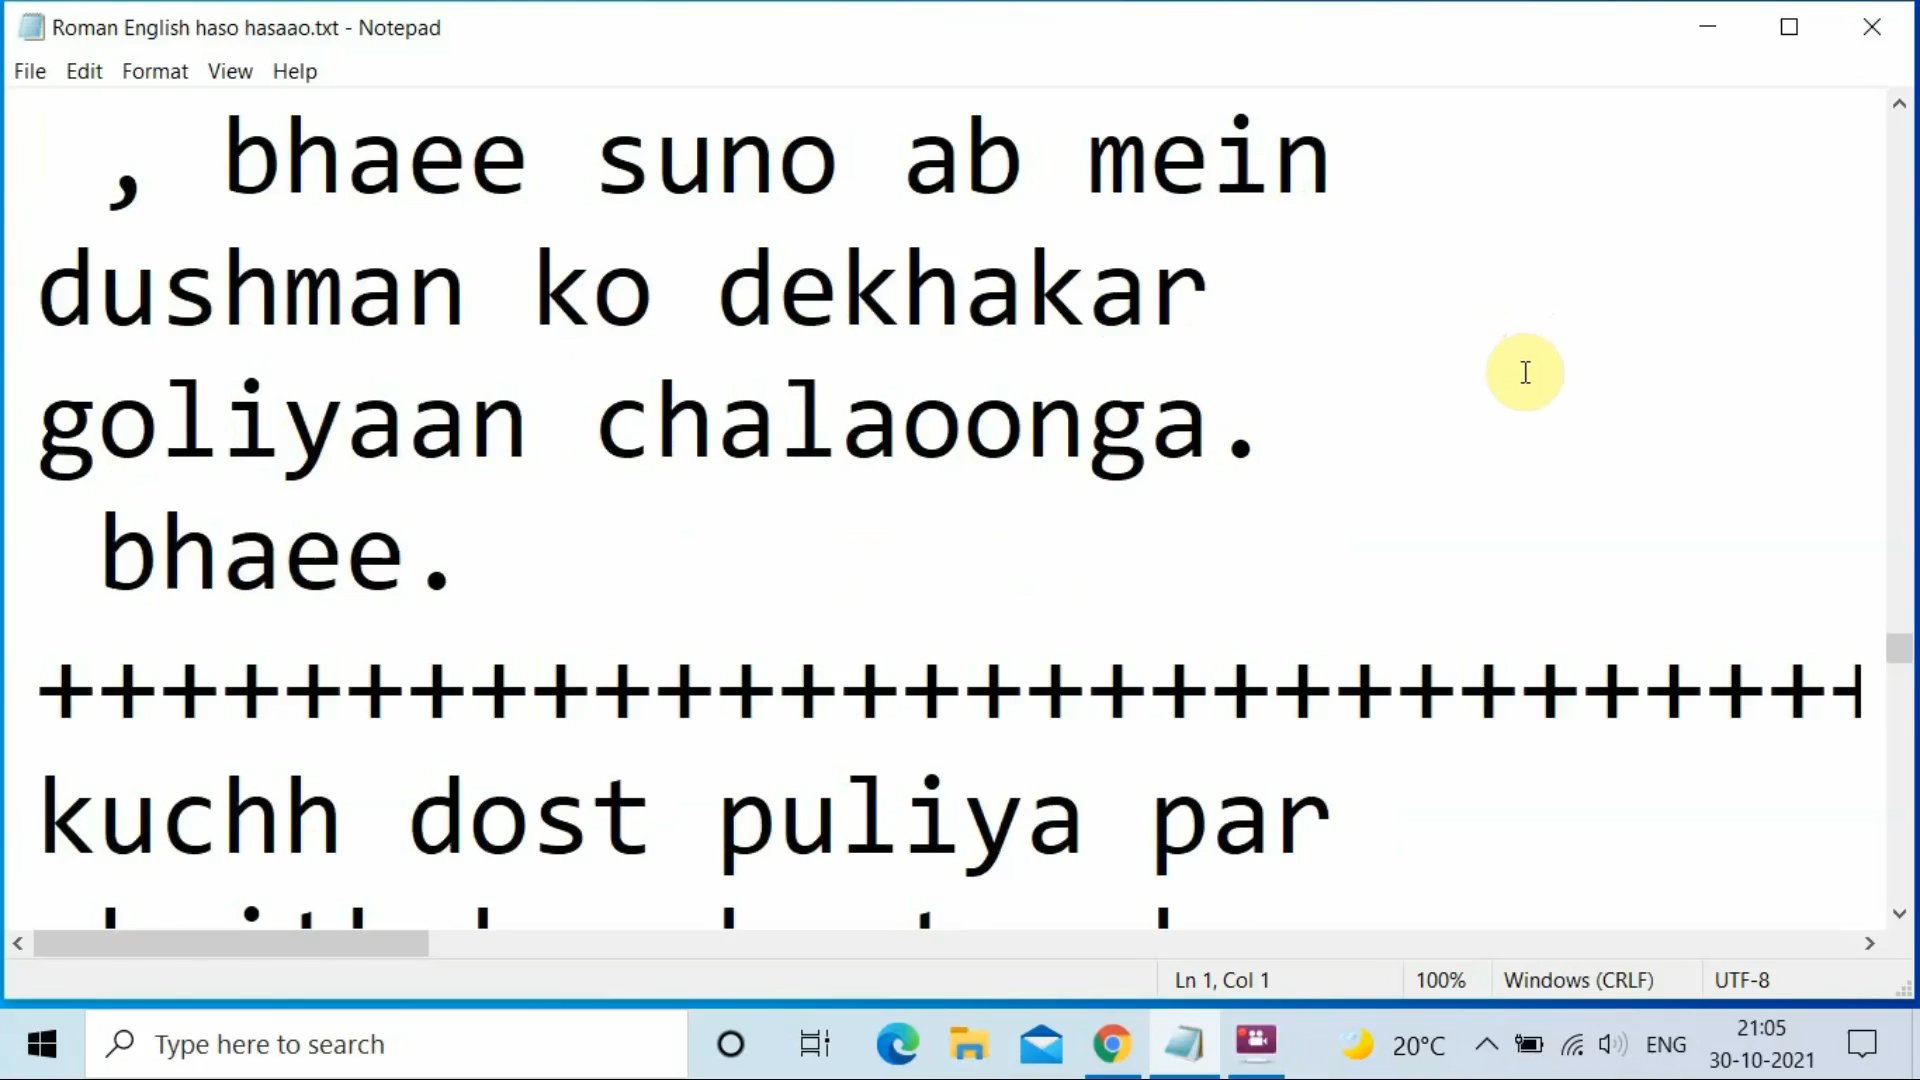 Roman English haso hasaao.txt - Notepad
File Edit Format View Help
, bhaee suno ab mein
dushman ko dekhakar
goliyaan chalaoonga.
bhaee.
++++++++++++++++++++++++++++++
kuchh dost puliya par
Ln 1, Col 1 100% Windows (CRLF) UTF-8
Type here to search
20°C ENG 21:05
30-10-2021